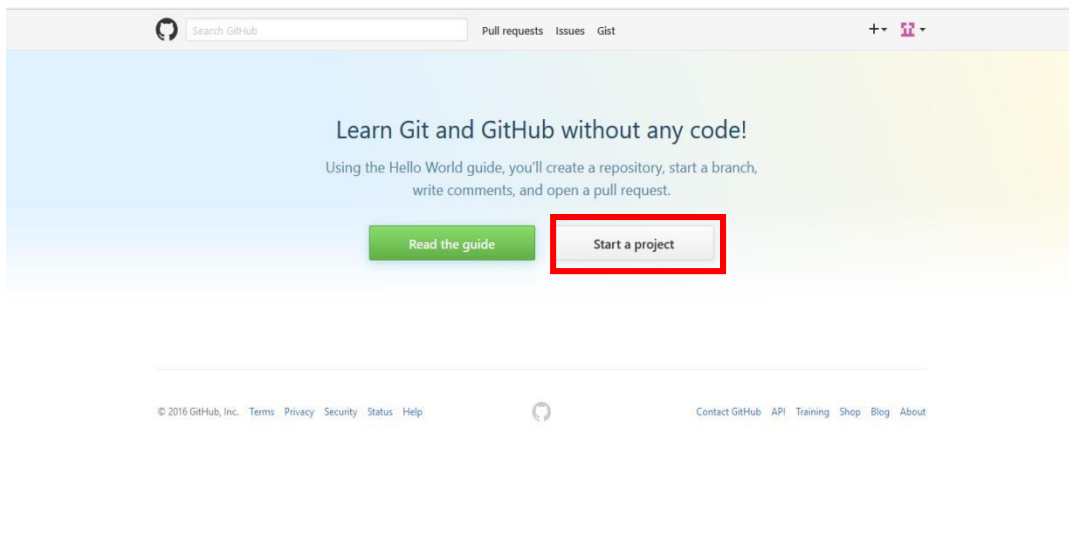 Search GitHub Pull requests Issues Gist
Learn Git and GitHub without any code!
Using the Hello World guide, you'll create a repository, start a branch,
write comments, and open a pull request.
Read the guide Start a project
© 2016 GitHub, Inc. Terms Privacy Security Status Help Contact GitHub API Training Shop Blog About